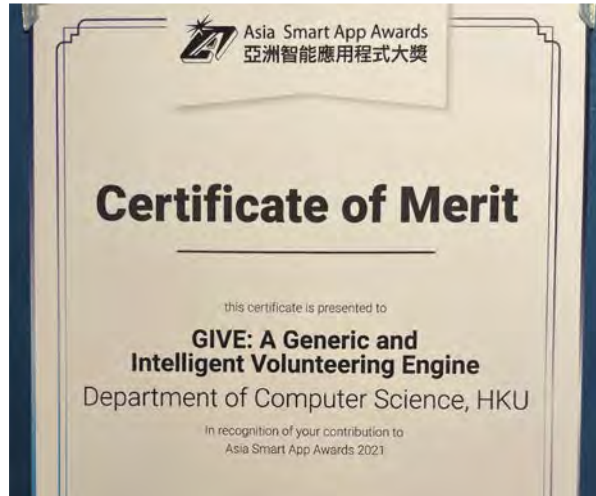 Asia Smart App Awards
亞洲智能應用程式大獎
Certificate of Merit
this certificate is presented to
GIVE: A Generic and
Intelligent Volunteering Engine
Department of Computer Science, HKU
In recognition of your contribution to
Asia Smart App Awards 2021